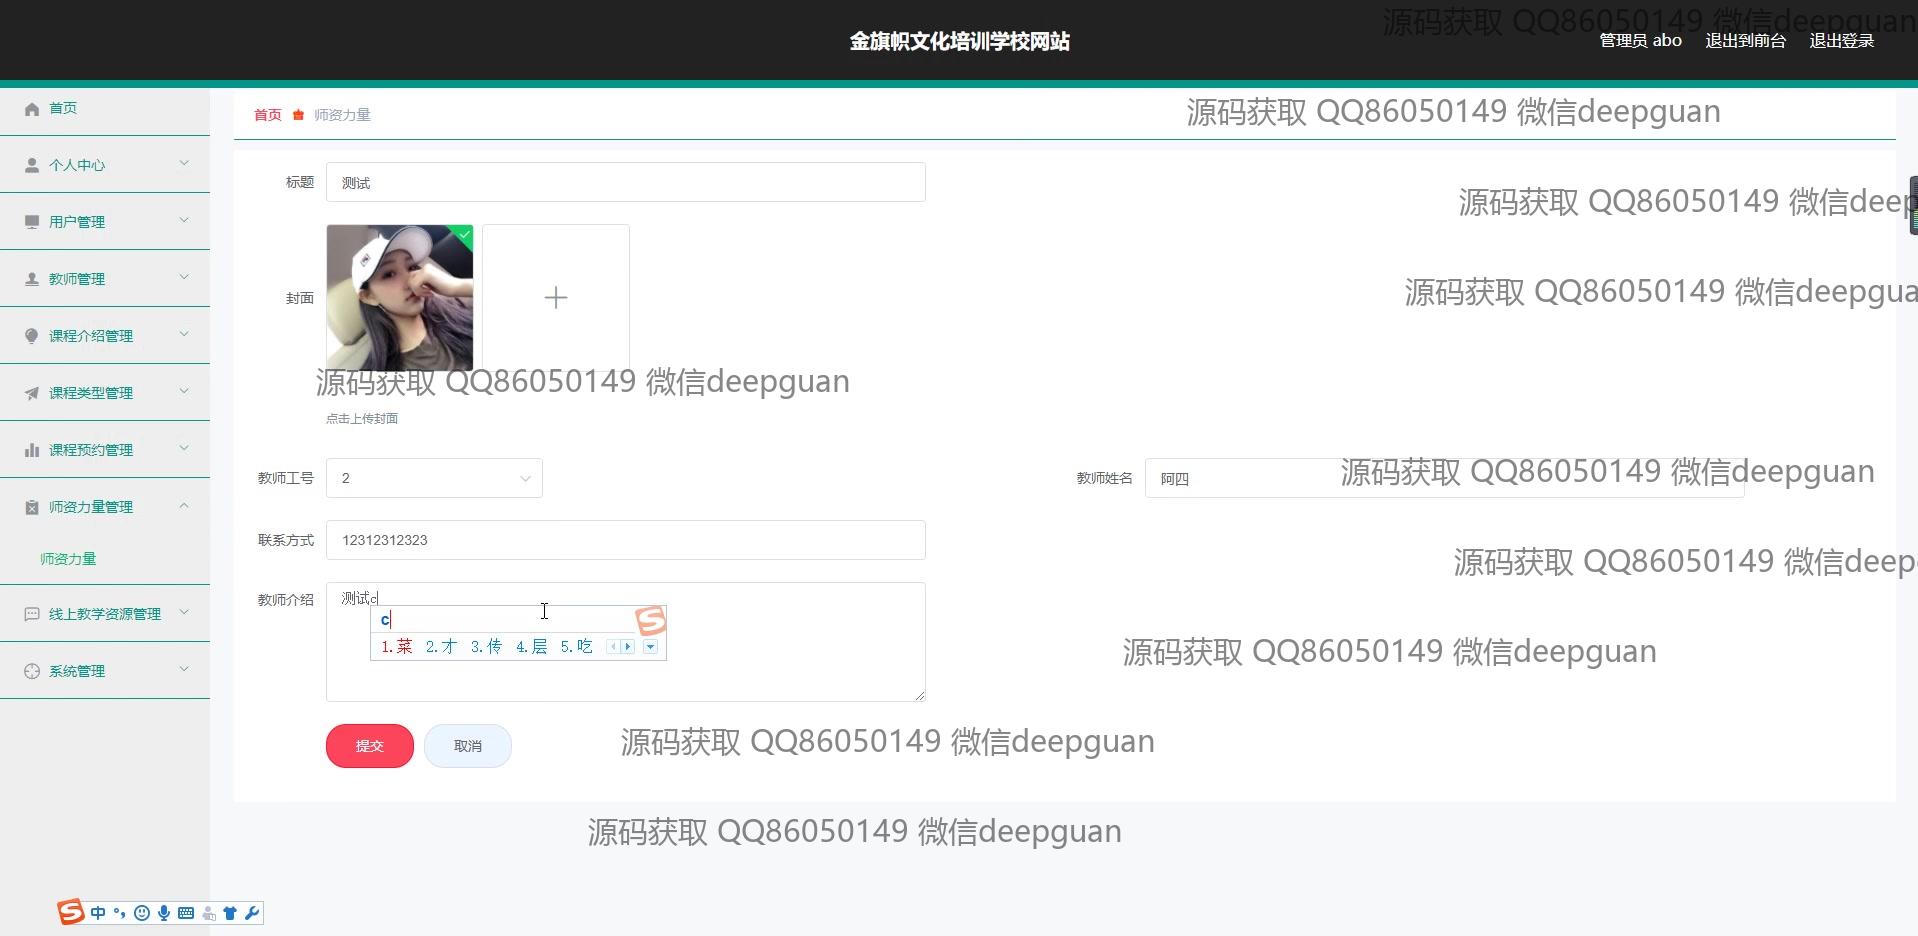 源码获取 QQ86050149 微信deepguan
金旗帜文化培训学校网站
管理员 abo 退出到前台 退出登录
首页
首页 师资力量
源码获取 QQ86050149 微信deepguan
个人中心
标题 测试
源码获取 QQ86050149 微信deep
用户管理
教师管理
封面
源码获取 QQ86050149 微信deepgua
课程介绍管理
源码获取 QQ86050149 微信deepguan
课程类型管理
点击上传封面
课程预约管理
教师工号 2
教师姓名 阿四
源码获取 QQ86050149 微信deepguan
师资力量管理
联系方式 12312312323
师资力量
源码获取 QQ86050149 微信deep
教师介绍 测试c
线上教学资源管理
c
1.菜 2.才 3.传 4.层 5.吃
源码获取 QQ86050149 微信deepguan
系统管理
提交 取消
源码获取 QQ86050149 微信deepguan
源码获取 QQ86050149 微信deepguan
中